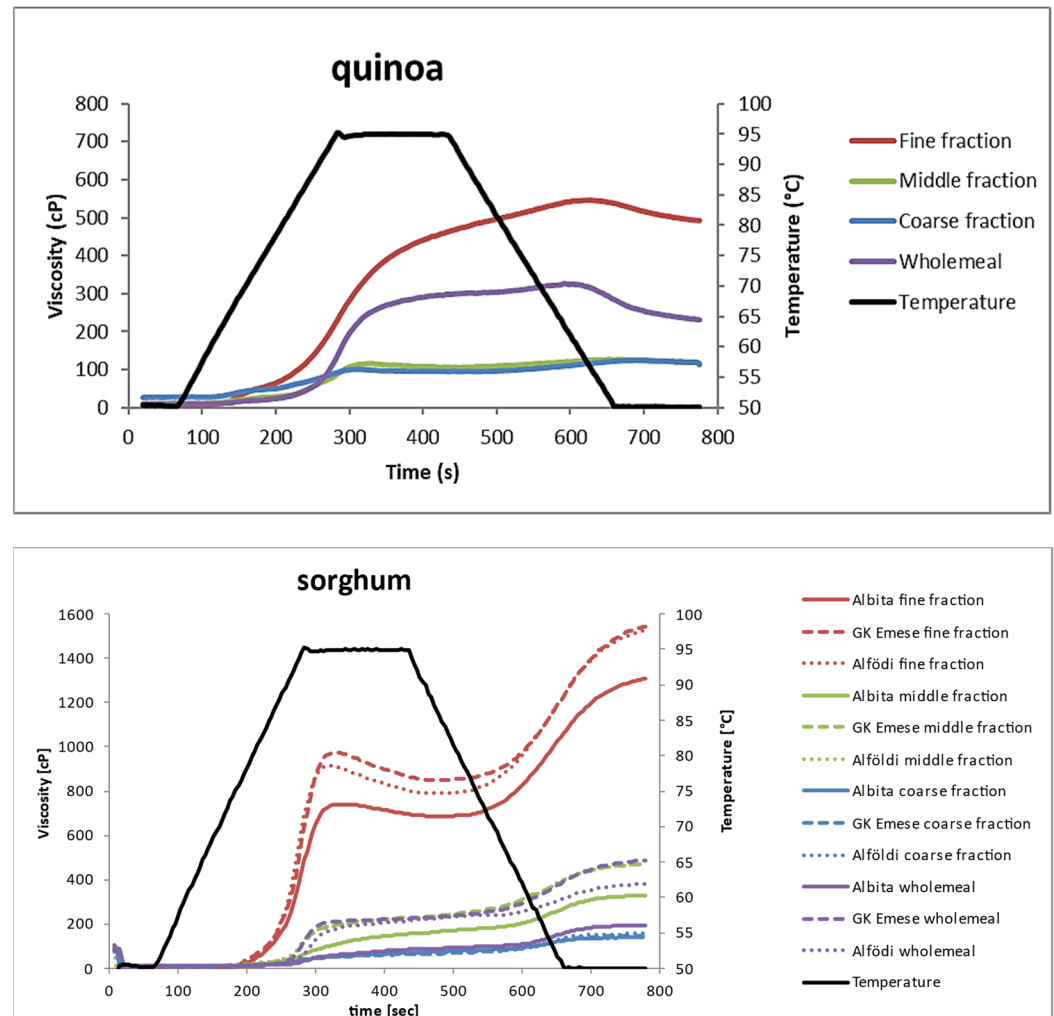 quinoa
800
700
600
500
400
300
200
100
0
Viscosity (cP)
0 100 200 300 400 500 600 700 800
Time (s)
100
95
90
85
80
75
70
65
60
55
50
Temperature (°C)
Fine fraction
Middle fraction
Coarse fraction
Wholemeal
Temperature
sorghum
1600
1400
1200
1000
800
600
400
200
0
Viscosity [cP]
0 100 200 300 400 500 600 700 800
time [sec]
100
95
90
85
80
75
70
65
60
55
50
Temperature [°C]
Albita fine fraction
GK Emese fine fraction
Alfödi fine fraction
Albita middle fraction
GK Emese middle fraction
Alföldi middle fraction
Albita coarse fraction
GK Emese coarse fraction
Alföldi coarse fraction
Albita wholemeal
GK Emese wholemeal
Alfödi wholemeal
Temperature